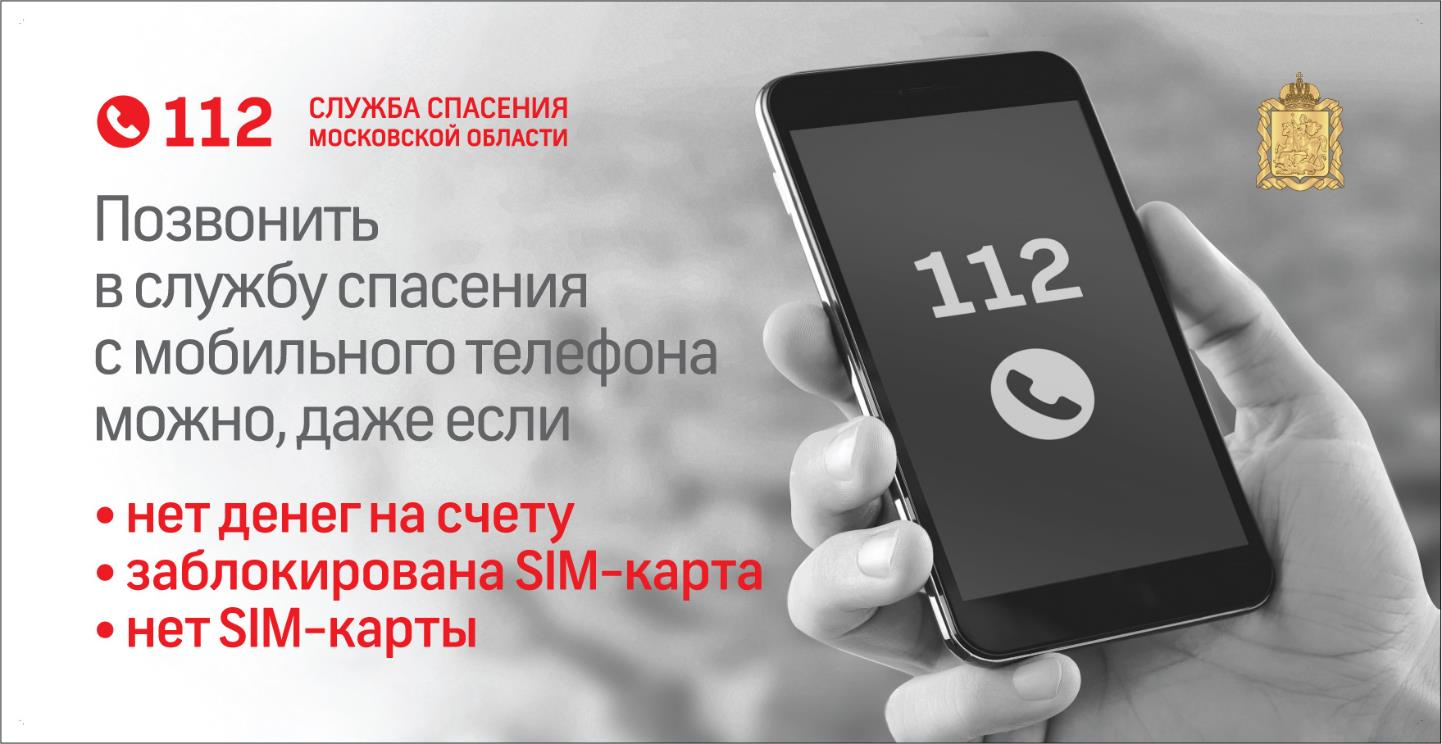 112
СЛУЖБА СПАСЕНИЯ
МОСКОВСКОЙ ОБЛАСТИ
Позвонить
в службу спасения
с мобильного телефона
можно, даже если
• нет денег на счету
• заблокирована SIM-карта
• нет SIM-карты
112